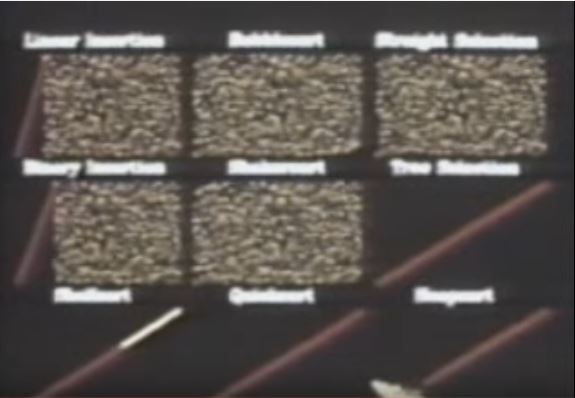 Linear Insertion Bubblesort Straight Selection
Binary Insertion Shakersort Tree Selection
Shellsort Quicksort Heapsort